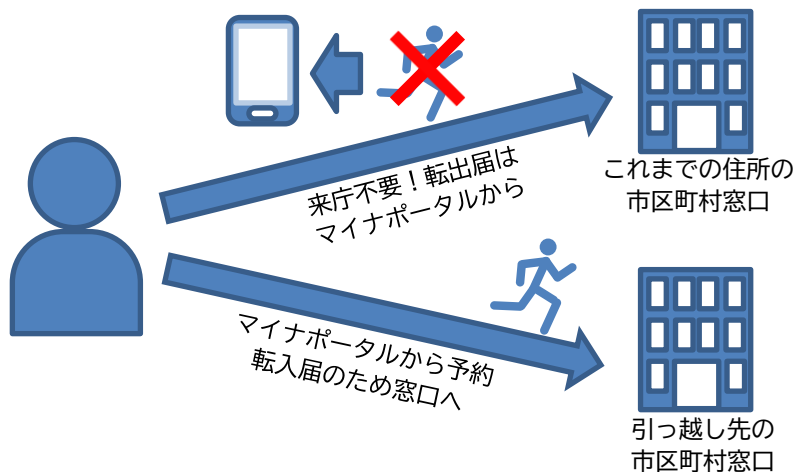 来庁不要!転出届は
マイナポータルから
これまでの住所の
市区町村窓口
マイナポータルから予約
転入届のため窓口へ
引っ越し先の
市区町村窓口